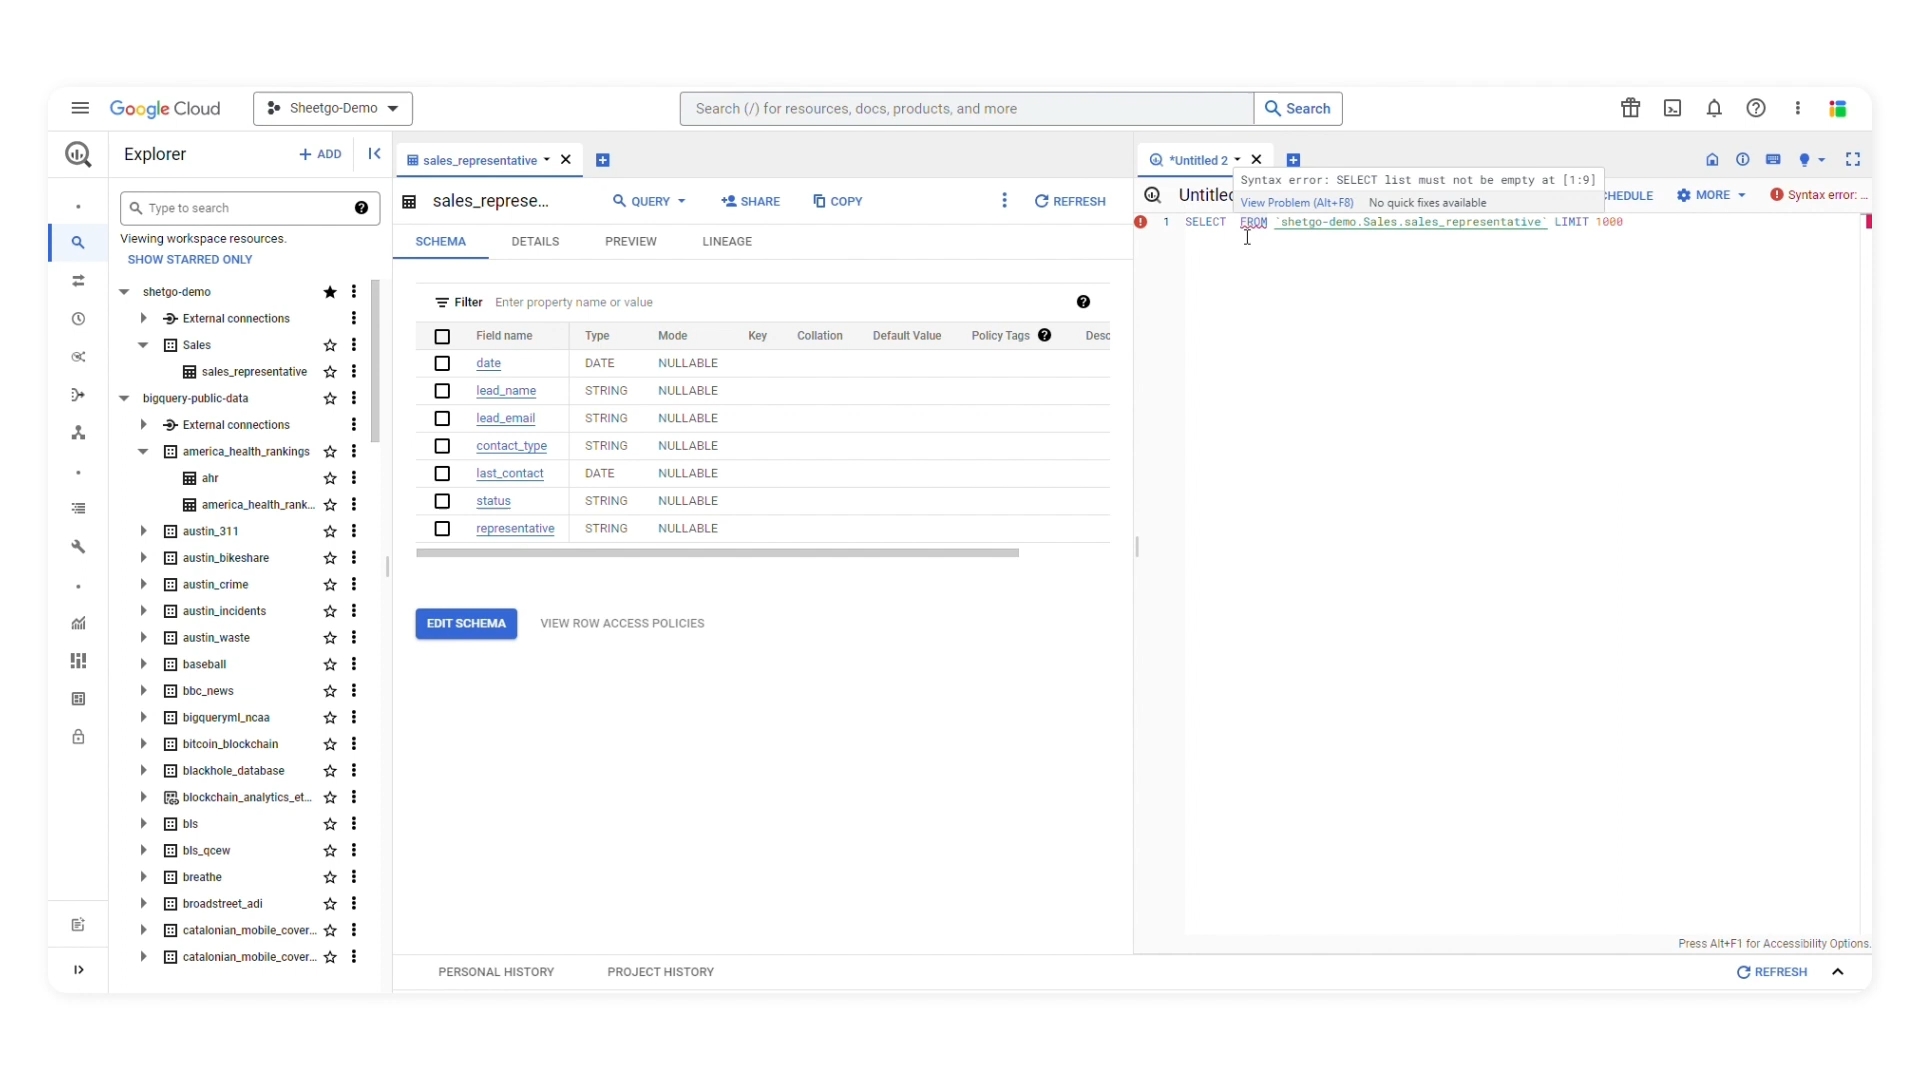 Google Cloud
Sheetgo-Demo
Search (/) for resources, docs, products, and more
Search
Explorer
+ ADD
sales_representative
*Untitled 2
Syntax error: SELECT list must not be empty at [1:9]
View Problem (Alt+F8) No quick fixes available
sales_represe...
QUERY
SHARE
COPY
REFRESH
Untitled
CHEDULE
MORE
Syntax error: ...
Type to search
1 SELECT FROM `shetgo-demo.Sales.sales_representative` LIMIT 1000
Viewing workspace resources.
SHOW STARRED ONLY
SCHEMA
DETAILS
PREVIEW
LINEAGE
shetgo-demo
External connections
Sales
sales_representative
bigquery-public-data
External connections
america_health_rankings
ahr
america_health_rank...
austin_311
austin_bikeshare
austin_crime
austin_incidents
austin_waste
baseball
bbc_news
bigqueryml_ncaa
bitcoin_blockchain
blackhole_database
blockchain_analytics_et...
bls
bls_qcew
breathe
broadstreet_adi
catalonian_mobile_cover...
catalonian_mobile_cover...
Filter Enter property name or value
Field name Type Mode Key Collation Default Value Policy Tags Desc
date DATE NULLABLE
lead_name STRING NULLABLE
lead_email STRING NULLABLE
contact_type STRING NULLABLE
last_contact DATE NULLABLE
status STRING NULLABLE
representative STRING NULLABLE
EDIT SCHEMA
VIEW ROW ACCESS POLICIES
Press Alt+F1 for Accessibility Options.
PERSONAL HISTORY
PROJECT HISTORY
REFRESH